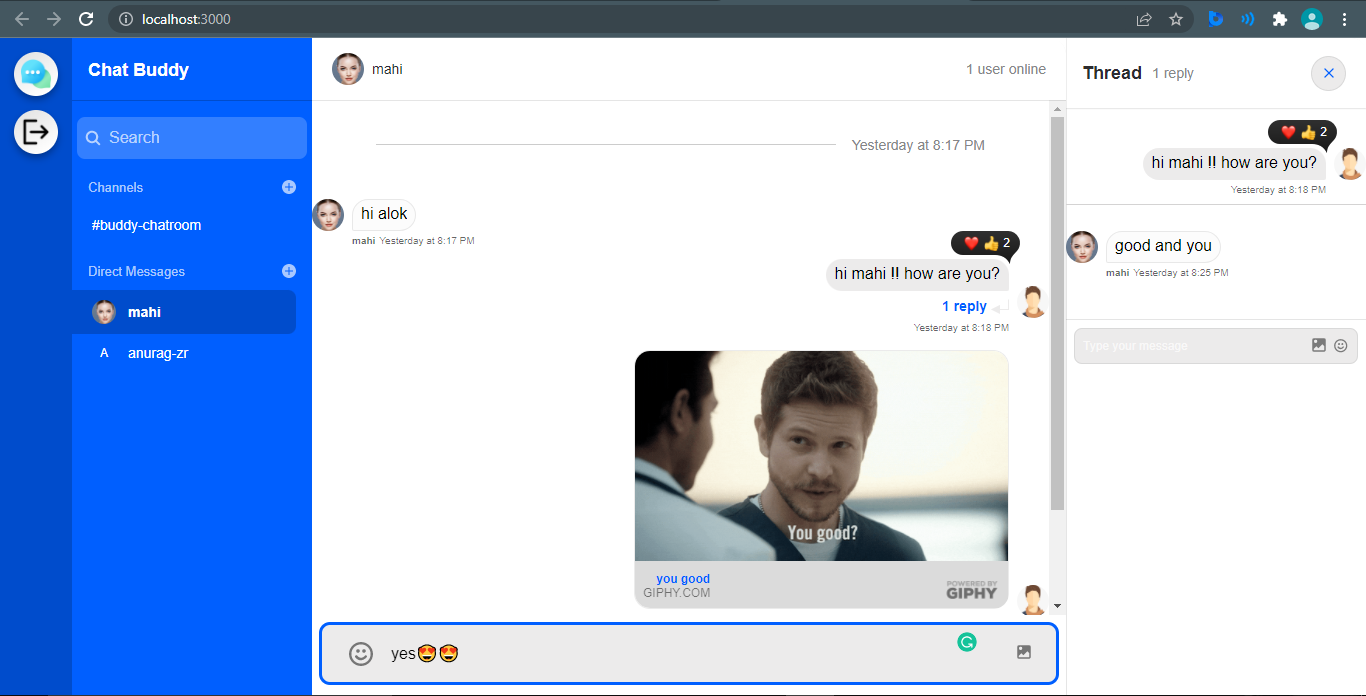 localhost:3000
Chat Buddy
Search
Channels
#buddy-chatroom
Direct Messages
mahi
A anurag-zr
mahi
1 user online
Yesterday at 8:17 PM
hi alok
mahi Yesterday at 8:17 PM
❤️ 👍 2
hi mahi !! how are you?
1 reply
Yesterday at 8:18 PM
You good?
you good
GIPHY.COM
POWERED BY
GIPHY
yes😍😍
Thread 1 reply
❤️ 👍 2
hi mahi !! how are you?
Yesterday at 8:18 PM
good and you
mahi Yesterday at 8:25 PM
Type your message